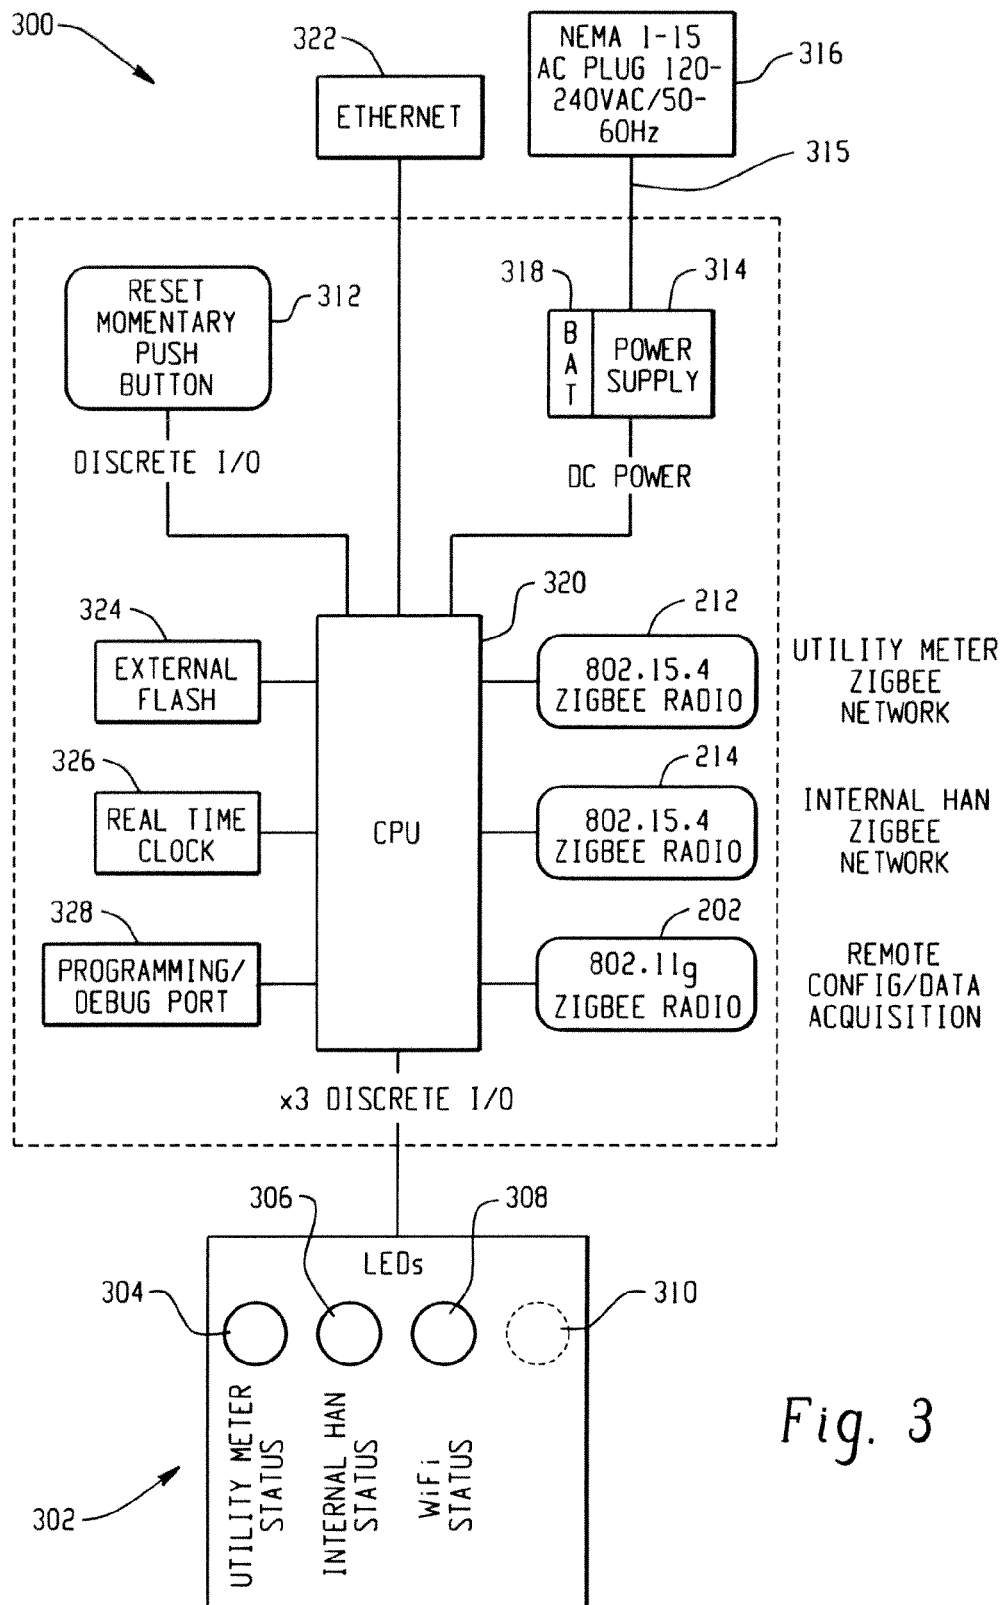 300
322
ETHERNET
NEMA 1-15
AC PLUG 120-
240VAC/50-
60Hz
316
315
RESET
MOMENTARY
PUSH
BUTTON
312
318
314
B
A
T
POWER
SUPPLY
DISCRETE I/O
DC POWER
320
324
EXTERNAL
FLASH
212
802.15.4
ZIGBEE RADIO
UTILITY METER
ZIGBEE
NETWORK
326
REAL TIME
CLOCK
CPU
214
802.15.4
ZIGBEE RADIO
INTERNAL HAN
ZIGBEE
NETWORK
328
PROGRAMMING/
DEBUG PORT
202
802.11g
ZIGBEE RADIO
REMOTE
CONFIG/DATA
ACQUISITION
x3 DISCRETE I/O
306
308
LEDs
304
310
UTILITY METER
STATUS
INTERNAL HAN
STATUS
WiFi
STATUS
302
Fig. 3